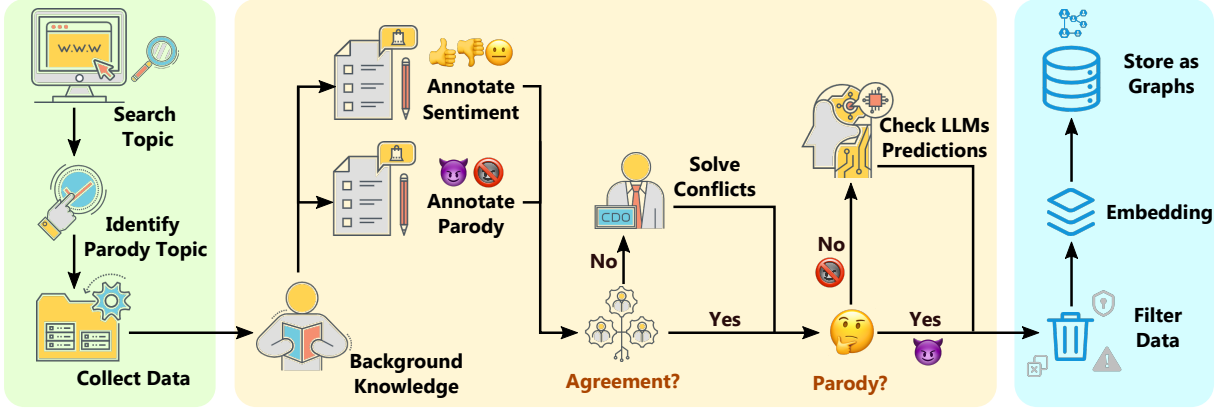 W.W.W
Search
Topic
Identify
Parody Topic
Collect Data
Background
Knowledge
Annotate
Sentiment
Annotate
Parody
Agreement?
No
Yes
CDO
Solve
Conflicts
Parody?
No
Yes
Check LLMs
Predictions
Filter
Data
Embedding
Store as
Graphs